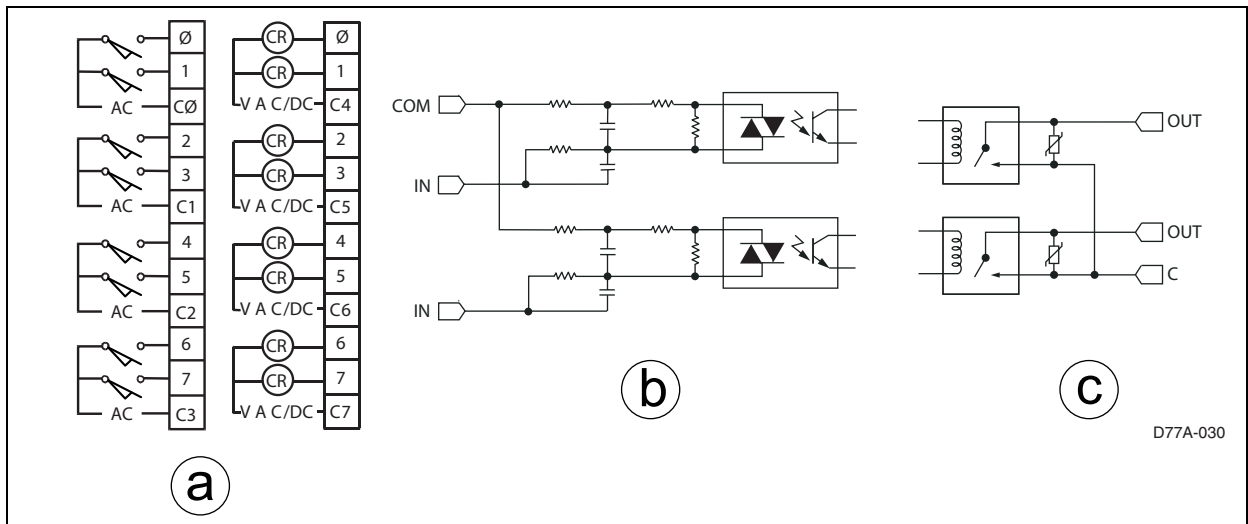 Ø
1
AC CØ
2
3
AC C1
4
5
AC C2
6
7
AC C3
CR Ø
CR 1
V A C/DC C4
CR 2
CR 3
V A C/DC C5
CR 4
CR 5
V A C/DC C6
CR 6
CR 7
V A C/DC C7
a
COM
IN
IN
b
OUT
OUT
C
c
D77A-030